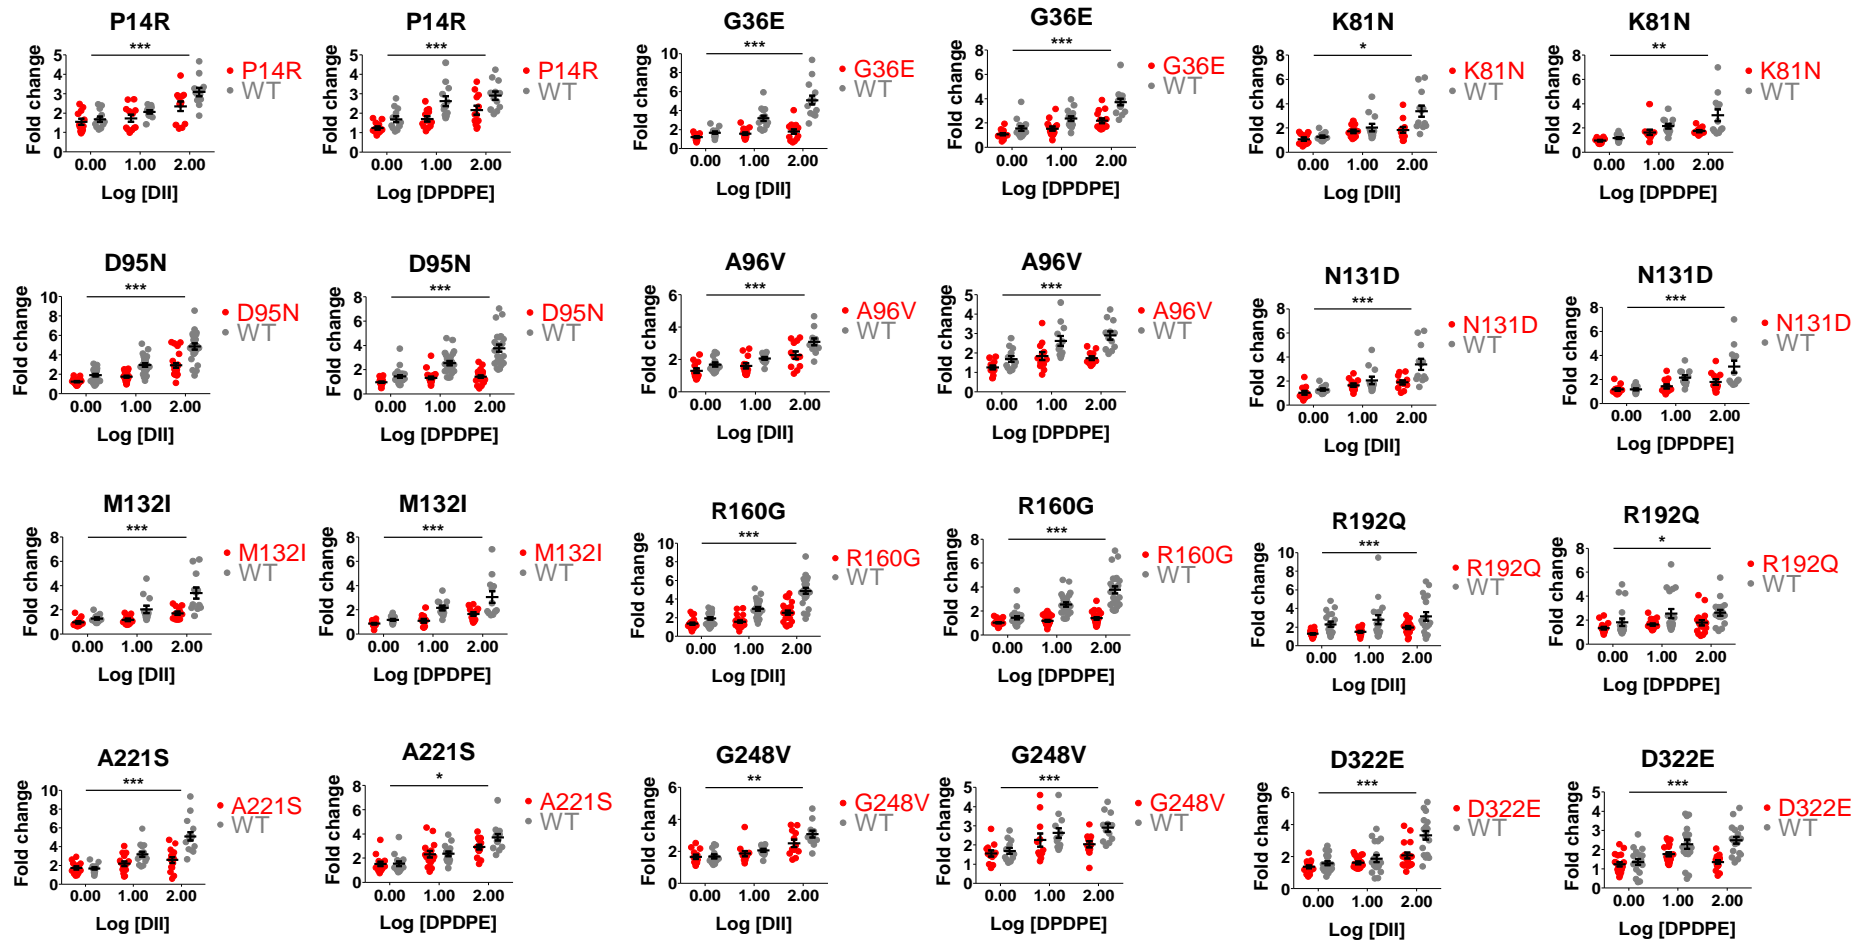 P14R
***
5
4
3
2
1
0
Fold change
0.00 1.00 2.00
Log [DII]
P14R
WT
P14R
***
5
4
3
2
1
0
Fold change
0.00 1.00 2.00
Log [DPDPE]
P14R
WT
G36E
***
10
8
6
4
2
0
Fold change
0.00 1.00 2.00
Log [DII]
G36E
WT
G36E
***
8
6
4
2
0
Fold change
0.00 1.00 2.00
Log [DPDPE]
G36E
WT
K81N
*
8
6
4
2
0
Fold change
0.00 1.00 2.00
Log [DII]
K81N
WT
K81N
**
8
6
4
2
0
Fold change
0.00 1.00 2.00
Log [DPDPE]
K81N
WT
D95N
***
10
8
6
4
2
0
Fold change
0.00 1.00 2.00
Log [DII]
D95N
WT
D95N
***
8
6
4
2
0
Fold change
0.00 1.00 2.00
Log [DPDPE]
D95N
WT
A96V
***
6
4
2
0
Fold change
0.00 1.00 2.00
Log [DII]
A96V
WT
A96V
***
5
4
3
2
1
0
Fold change
0.00 1.00 2.00
Log [DPDPE]
A96V
WT
N131D
***
8
6
4
2
0
Fold change
0.00 1.00 2.00
Log [DII]
N131D
WT
N131D
***
8
6
4
2
0
Fold change
0.00 1.00 2.00
Log [DPDPE]
N131D
WT
M132I
***
8
6
4
2
0
Fold change
0.00 1.00 2.00
Log [DII]
M132I
WT
M132I
***
8
6
4
2
0
Fold change
0.00 1.00 2.00
Log [DPDPE]
M132I
WT
R160G
***
10
8
6
4
2
0
Fold change
0.00 1.00 2.00
Log [DII]
R160G
WT
R160G
***
8
6
4
2
0
Fold change
0.00 1.00 2.00
Log [DPDPE]
R160G
WT
R192Q
***
10
8
6
4
2
0
Fold change
0.00 1.00 2.00
Log [DII]
R192Q
WT
R192Q
*
8
6
4
2
0
Fold change
0.00 1.00 2.00
Log [DPDPE]
R192Q
WT
A221S
***
10
8
6
4
2
0
Fold change
0.00 1.00 2.00
Log [DII]
A221S
WT
A221S
*
8
6
4
2
0
Fold change
0.00 1.00 2.00
Log [DPDPE]
A221S
WT
G248V
**
6
4
2
0
Fold change
0.00 1.00 2.00
Log [DII]
G248V
WT
G248V
***
5
4
3
2
1
0
Fold change
0.00 1.00 2.00
Log [DPDPE]
G248V
WT
D322E
***
6
4
2
0
Fold change
0.00 1.00 2.00
Log [DII]
D322E
WT
D322E
***
5
4
3
2
1
0
Fold change
0.00 1.00 2.00
Log [DPDPE]
D322E
WT